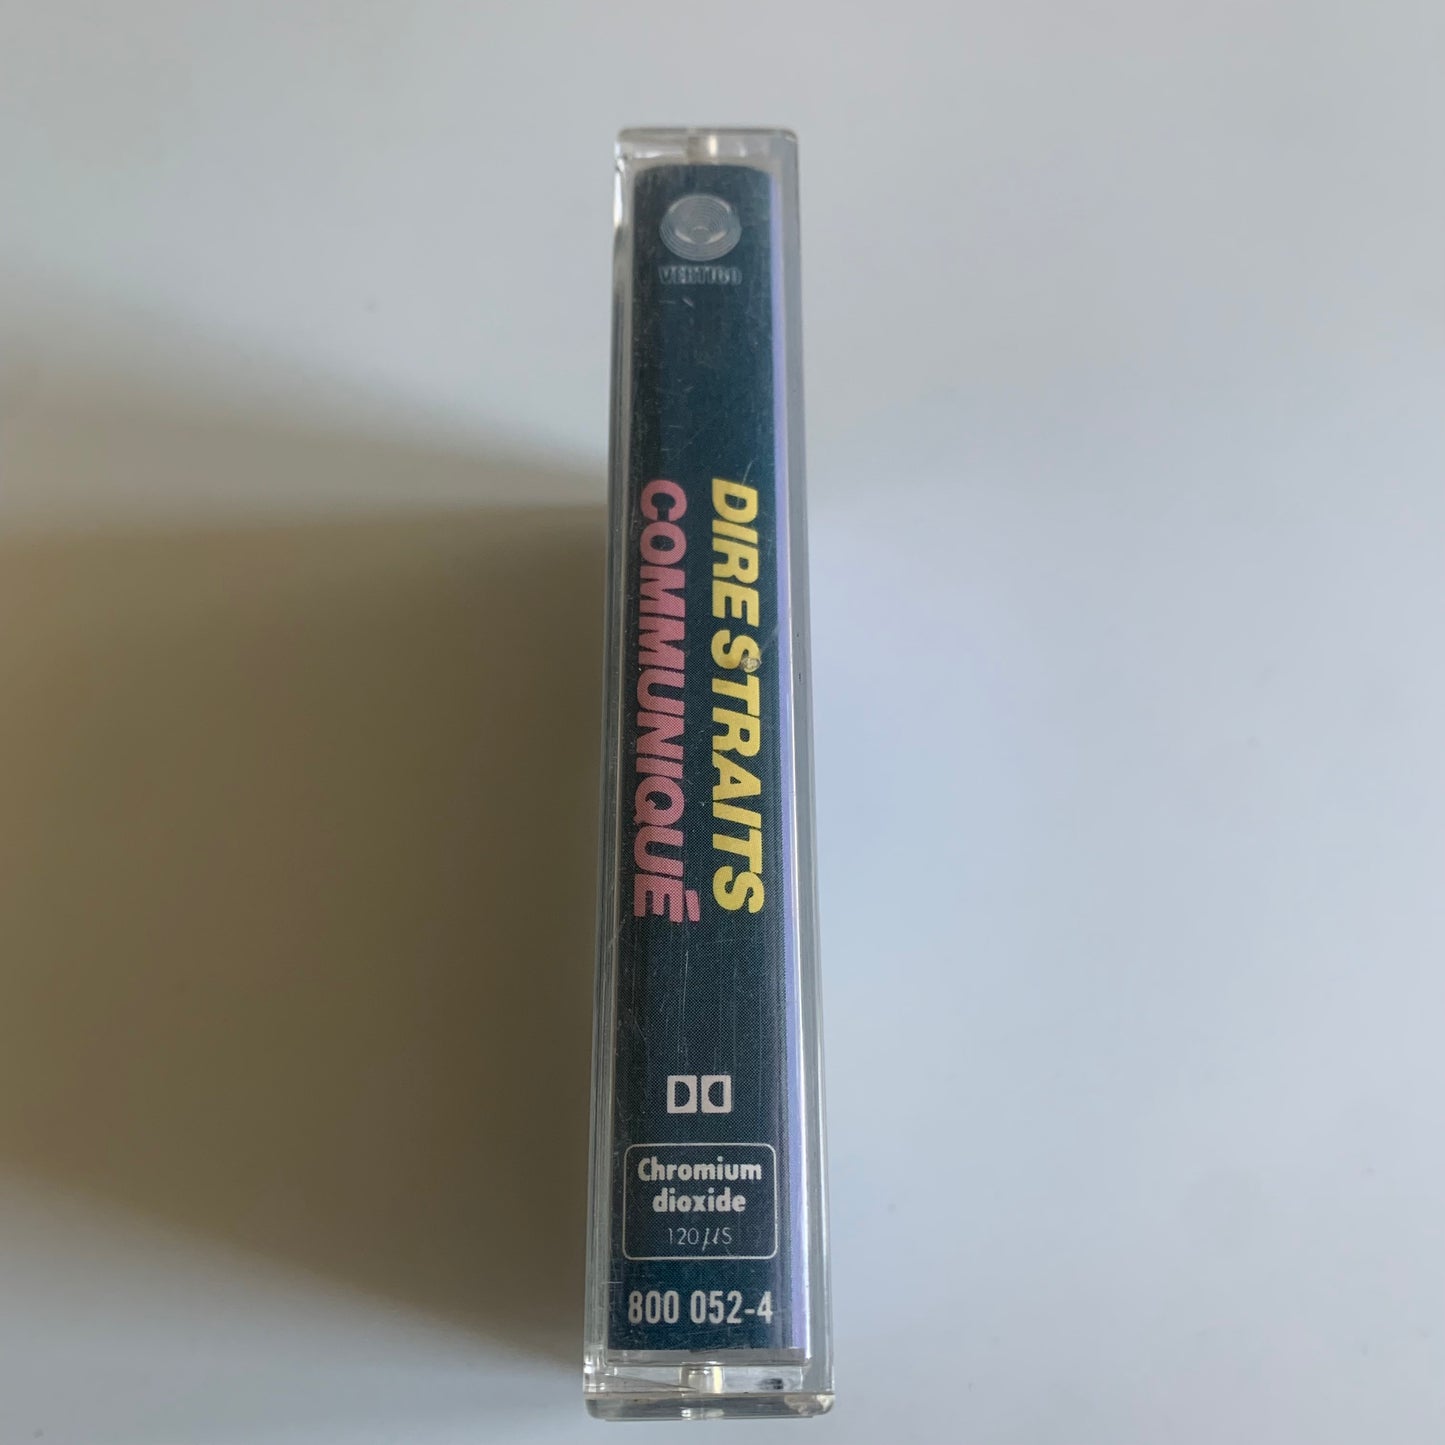 VERTIGO
DIRE STRAITS
COMMUNIQUÉ
Chromium
dioxide
120 µS
800 052-4